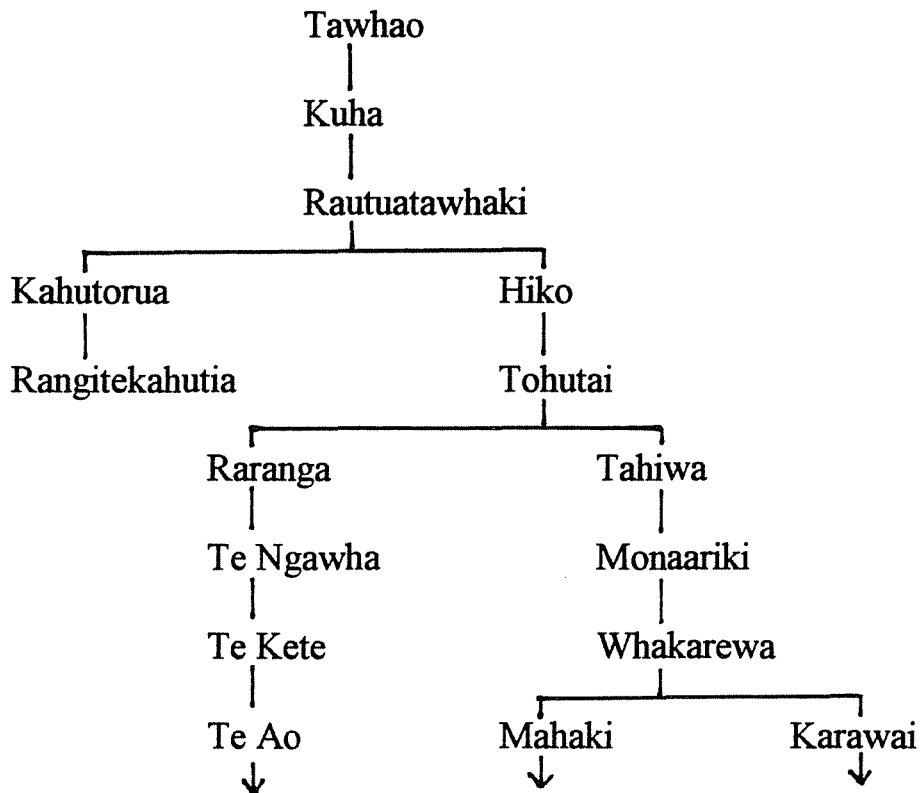 Tawhao
Kuha
Rautuatawhaki
Kahutorua Hiko
Rangitekahutia Tohutai
Raranga Tahiwa
Te Ngawha Monaariki
Te Kete Whakarewa
Te Ao Mahaki Karawai